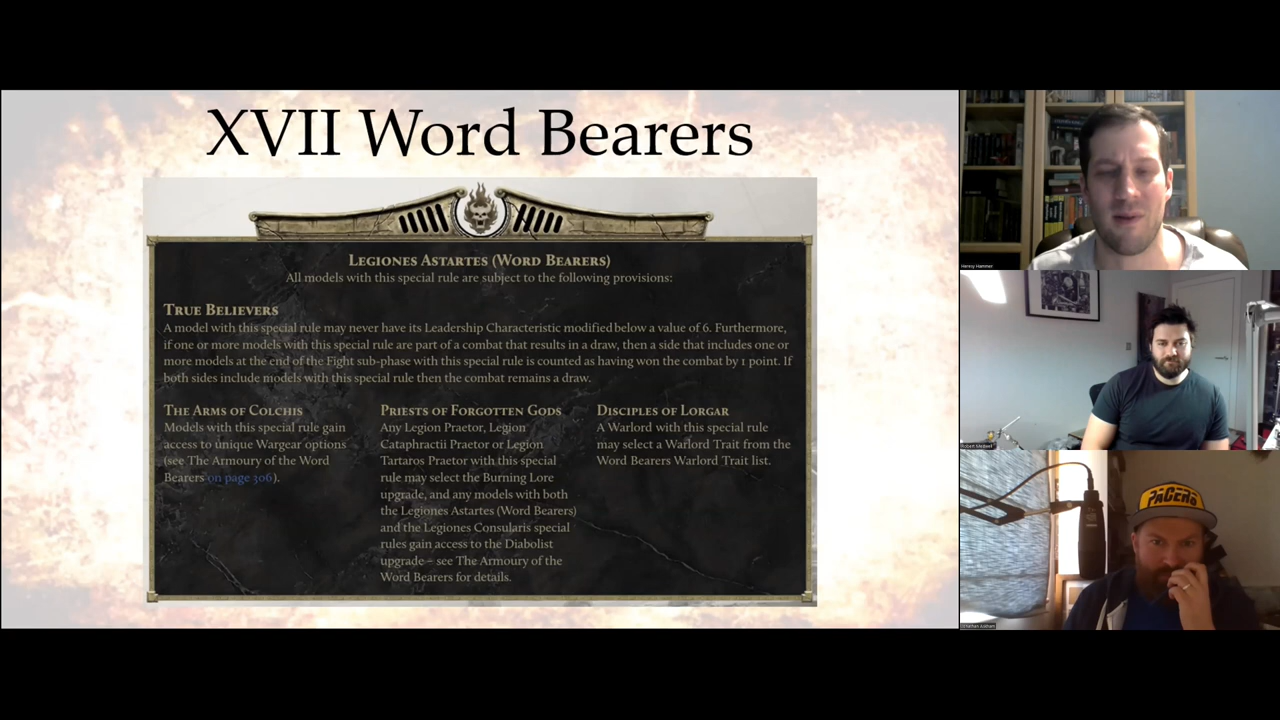 XVII Word Bearers
Legiones Astartes (Word Bearers)
All models with this special rule are subject to the following provisions:
True Believers
A model with this special rule may never have its Leadership Characteristic modified below a value of 6. Furthermore,
if one or more models with this special rule are part of a combat that results in a draw, then a side that includes one or
more models at the end of the Fight sub-phase with this special rule is counted as having won the combat by 1 point. If
both sides include models with this special rule then the combat remains a draw.
The Arms of Colchis
Models with this special rule gain
access to unique Wargear options
(see The Armoury of the Word
Bearers on page 306).
Priests of Forgotten Gods
Any Legion Praetor, Legion
Cataphractii Praetor or Legion
Tartaros Praetor with this special
rule may select the Burning Lore
upgrade, and any models with both
the Legiones Astartes (Word Bearers)
and the Legiones Consularis special
rules gain access to the Diabolist
upgrade – see The Armoury of the
Word Bearers for details.
Disciples of Lorgar
A Warlord with this special rule
may select a Warlord Trait from the
Word Bearers Warlord Trait list.
PACERS